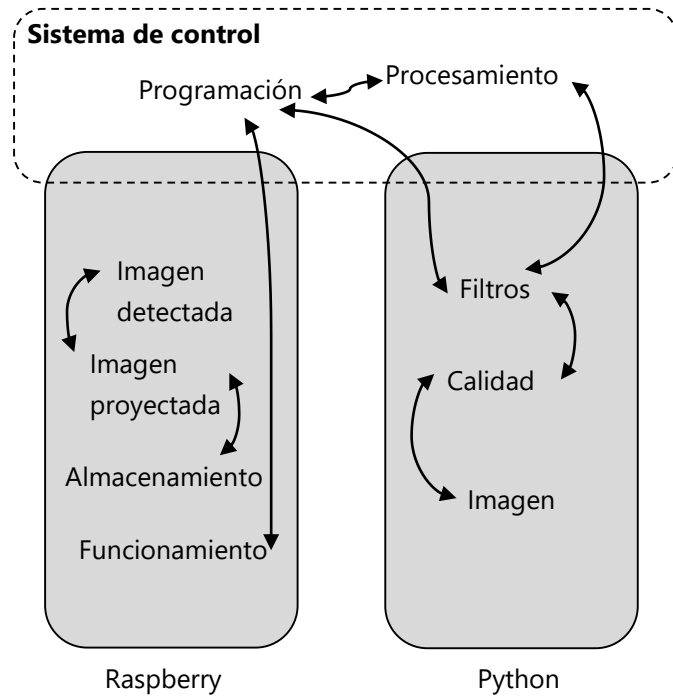 Sistema de control
Programación
Procesamiento
Imagen
detectada
Imagen
proyectada
Almacenamiento
Funcionamiento
Filtros
Calidad
Imagen
Raspberry
Python